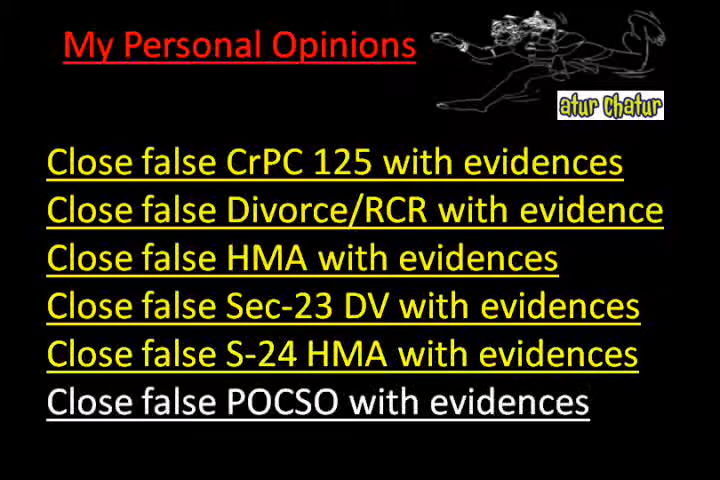 My Personal Opinions
atur Chatur
Close false CrPC 125 with evidences
Close false Divorce/RCR with evidence
Close false HMA with evidences
Close false Sec-23 DV with evidences
Close false S-24 HMA with evidences
Close false POCSO with evidences